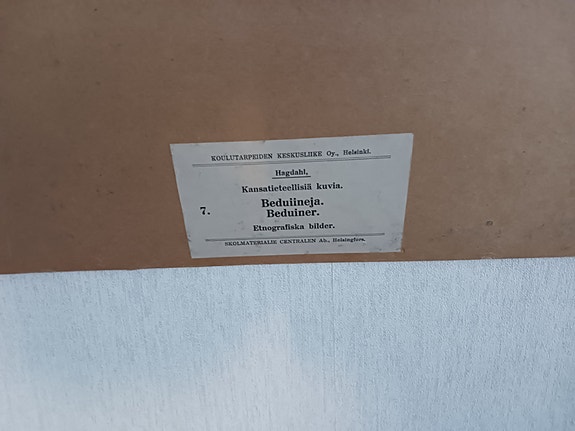 KOULUTARPEIDEN KESKUSLIIKE Oy., Helsinki.
Hagdahl,
Kansatieteellisiä kuvia.
7. Beduiineja.
Beduiner.
Etnografiska bilder.
SKOLMATERIALIE CENTRALEN Ab., Helsingfors.